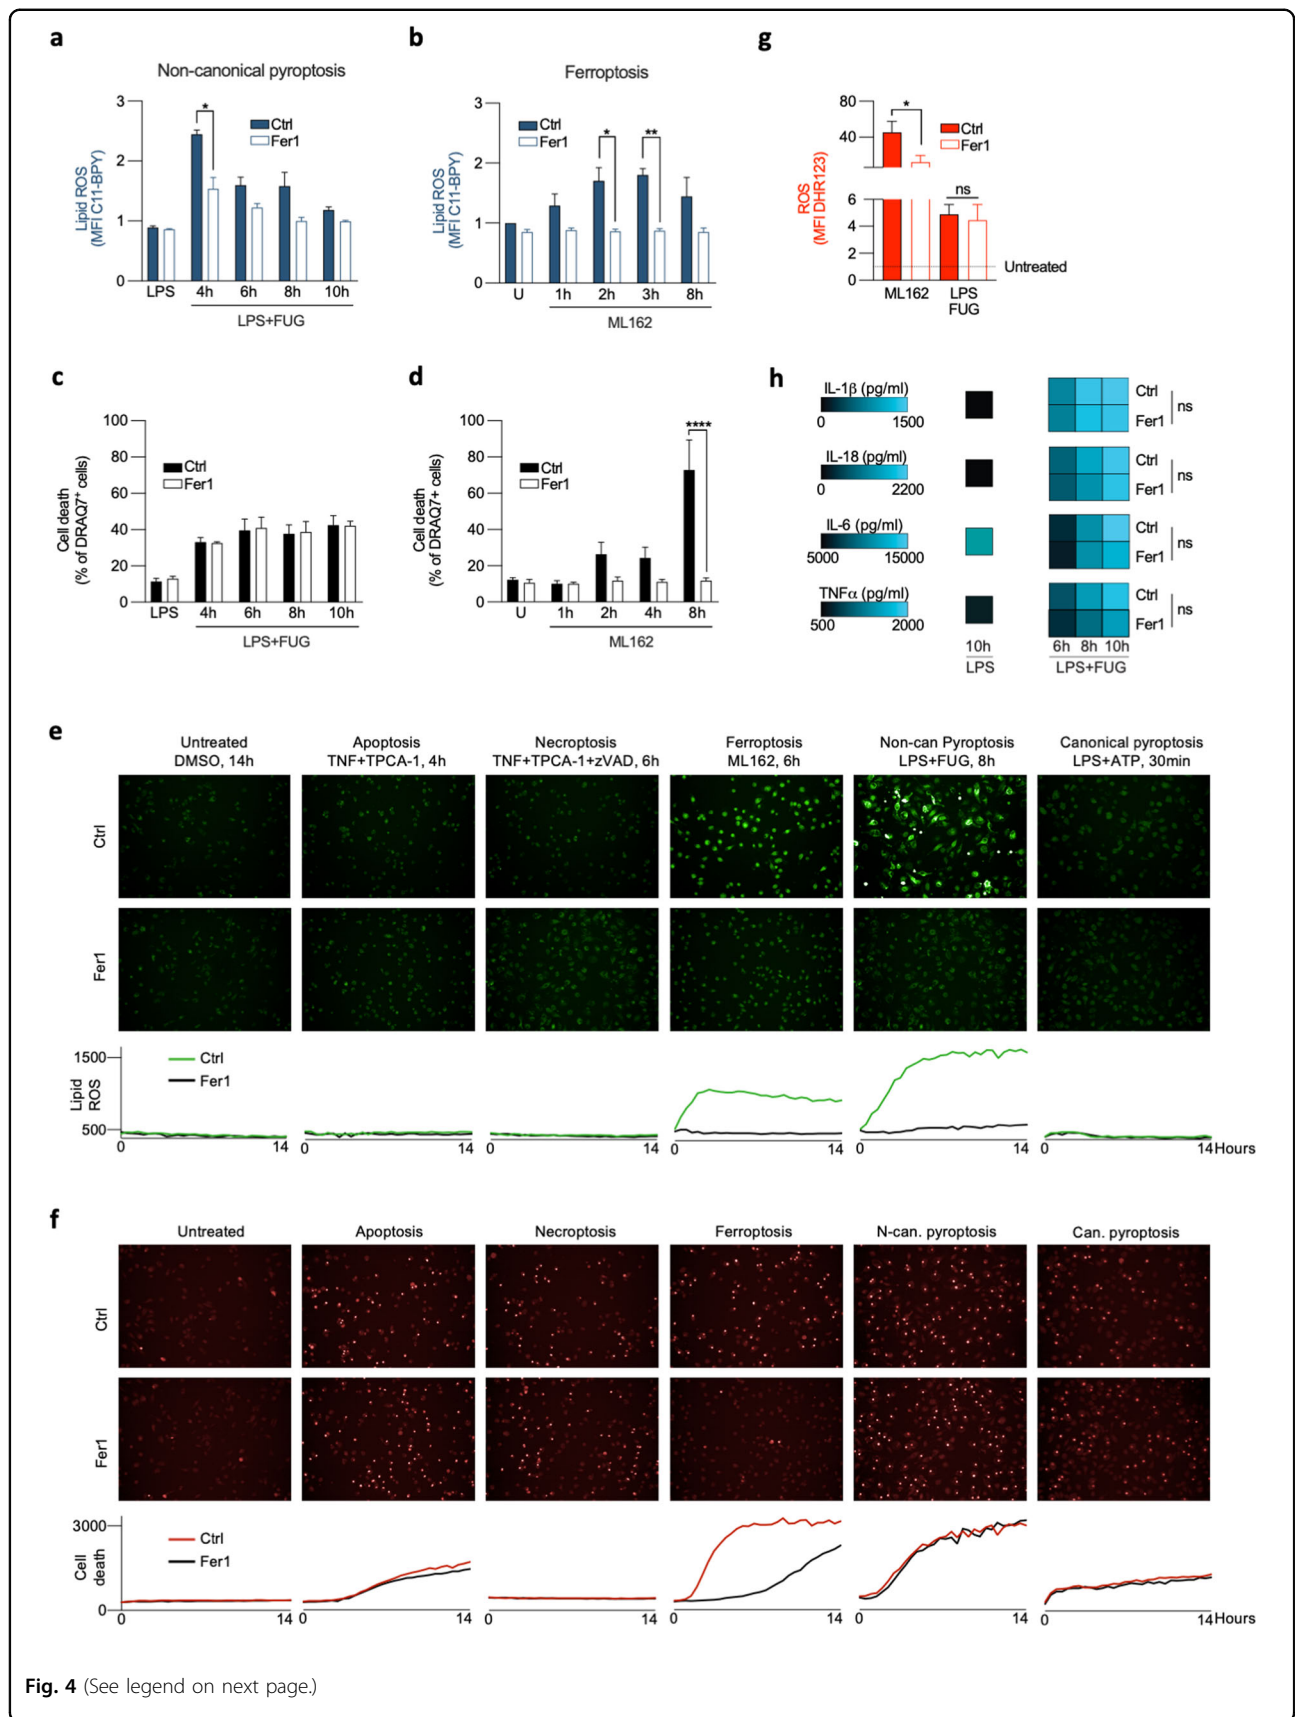 a
Non-canonical pyroptosis
Lipid ROS
(MFI C11-BPY)
3
2
1
0
*
Ctrl
Fer1
LPS 4h 6h 8h 10h
LPS+FUG
b
Ferroptosis
Lipid ROS
(MFI C11-BPY)
3
2
1
0
Ctrl
Fer1
* **
U 1h 2h 3h 8h
ML162
g
ROS
(MFI DHR123)
80
40
6
4
2
0
*
Ctrl
Fer1
ns
Untreated
ML162 LPS
FUG
c
Cell death
(% of DRAQ7⁺ cells)
100
80
60
40
20
0
Ctrl
Fer1
LPS 4h 6h 8h 10h
LPS+FUG
d
Cell death
(% of DRAQ7+ cells)
100
80
60
40
20
0
Ctrl
Fer1
****
U 1h 2h 4h 8h
ML162
h
IL-1β (pg/ml)
0 1500
Ctrl
Fer1
ns
IL-18 (pg/ml)
0 2200
Ctrl
Fer1
ns
IL-6 (pg/ml)
5000 15000
Ctrl
Fer1
ns
TNFα (pg/ml)
500 2000
Ctrl
Fer1
ns
10h 6h 8h 10h
LPS LPS+FUG
e
Untreated
DMSO, 14h
Apoptosis
TNF+TPCA-1, 4h
Necroptosis
TNF+TPCA-1+zVAD, 6h
Ferroptosis
ML162, 6h
Non-can Pyroptosis
LPS+FUG, 8h
Canonical pyroptosis
LPS+ATP, 30min
Ctrl
Fer1
Lipid
ROS
1500
500
Ctrl
Fer1
0 14 0 14 0 14 0 14 0 14 0 14 Hours
f
Untreated Apoptosis Necroptosis Ferroptosis N-can. pyroptosis Can. pyroptosis
Ctrl
Fer1
Cell
death
3000
0
Ctrl
Fer1
0 14 0 14 0 14 0 14 0 14 0 14 Hours
Fig. 4 (See legend on next page.)